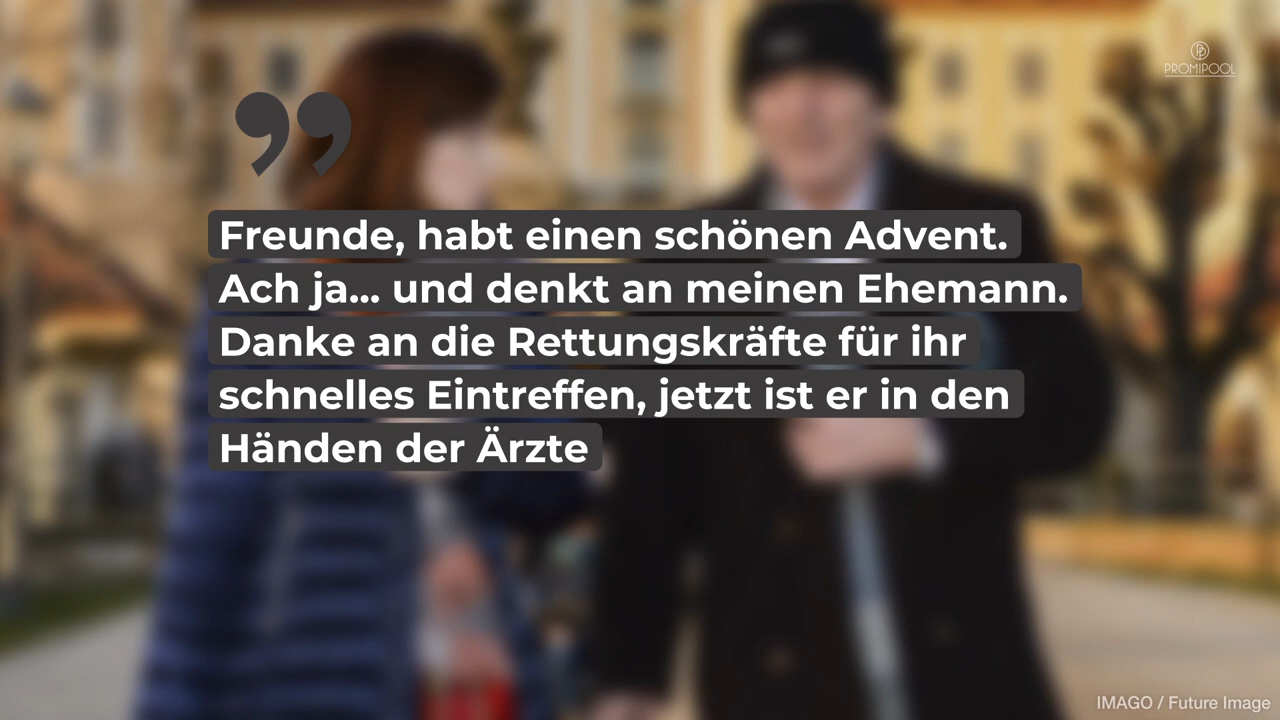 PROMIPOOL
”
Freunde, habt einen schönen Advent.
Ach ja... und denkt an meinen Ehemann.
Danke an die Rettungskräfte für ihr
schnelles Eintreffen, jetzt ist er in den
Händen der Ärzte
IMAGO / Future Image